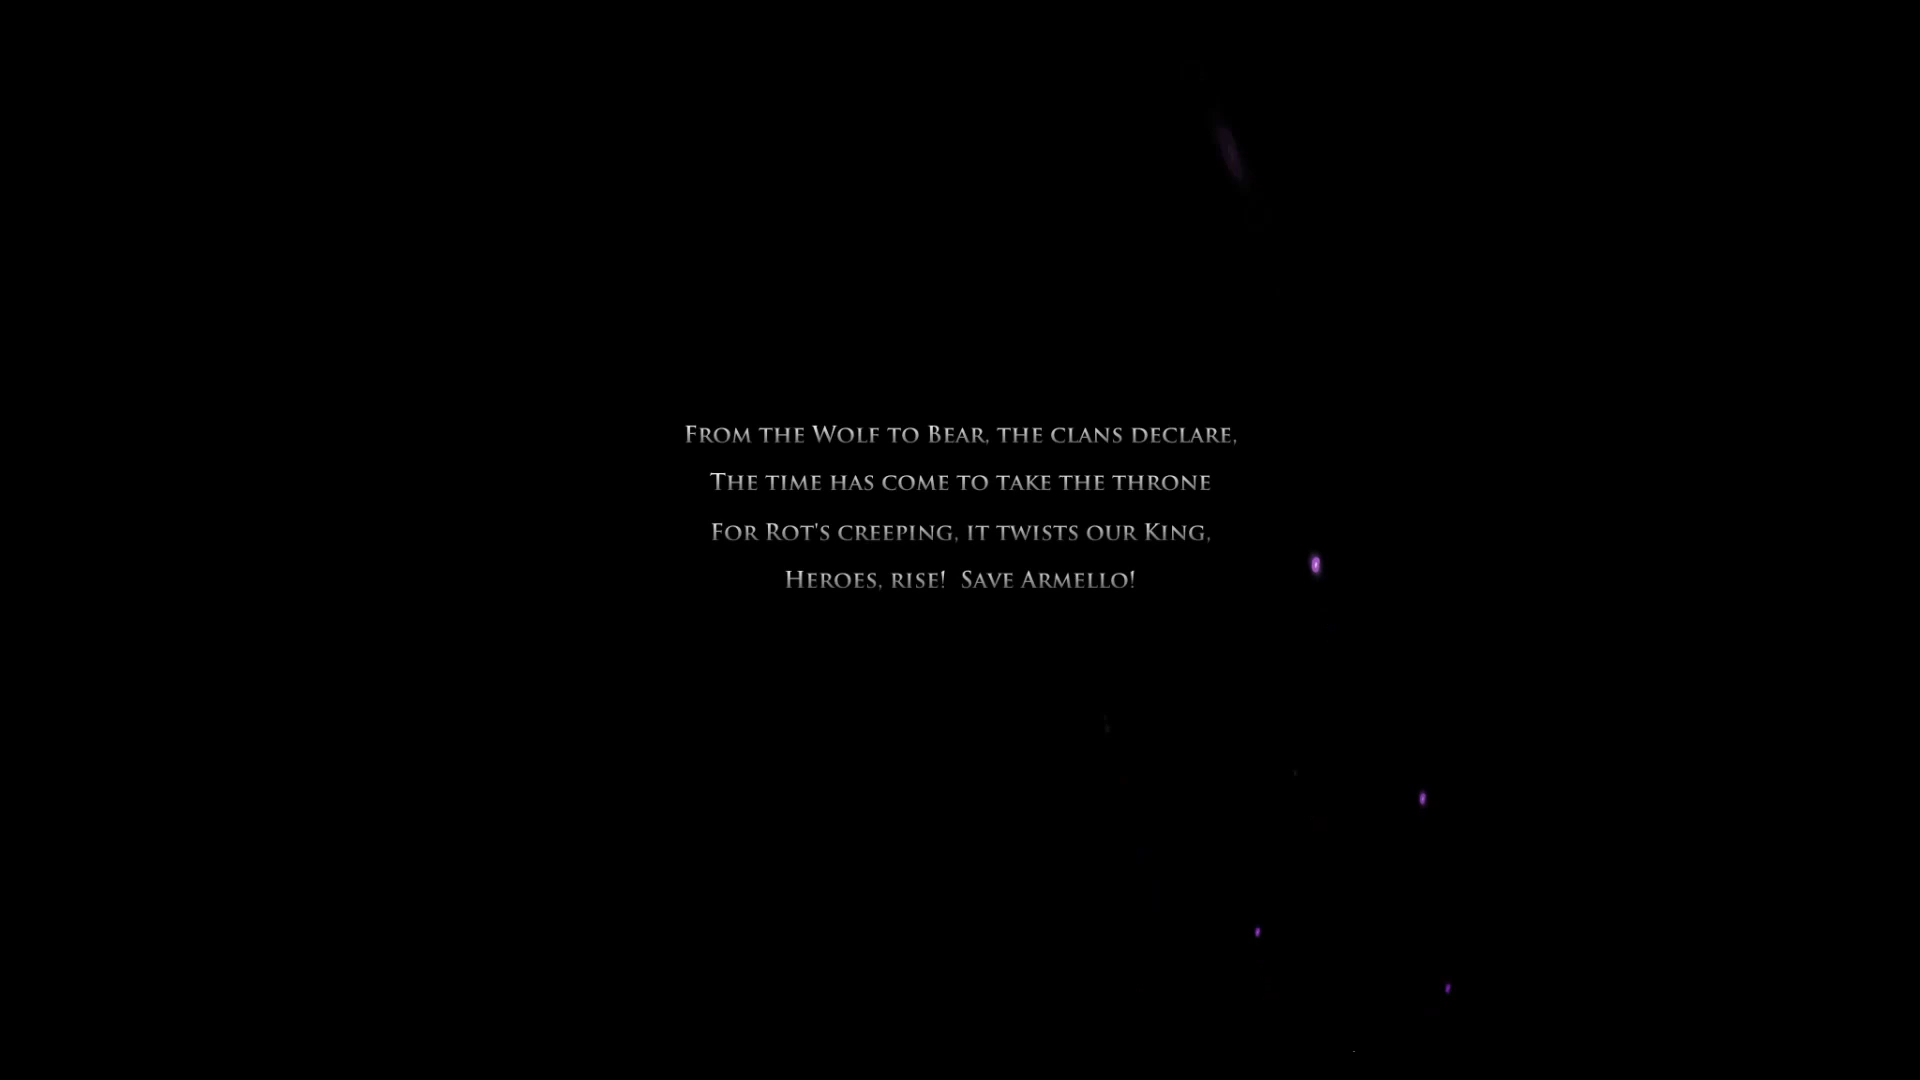 From the Wolf to Bear, the clans declare,
The time has come to take the throne
For Rot's creeping, it twists our King,
Heroes, rise!  Save Armello!